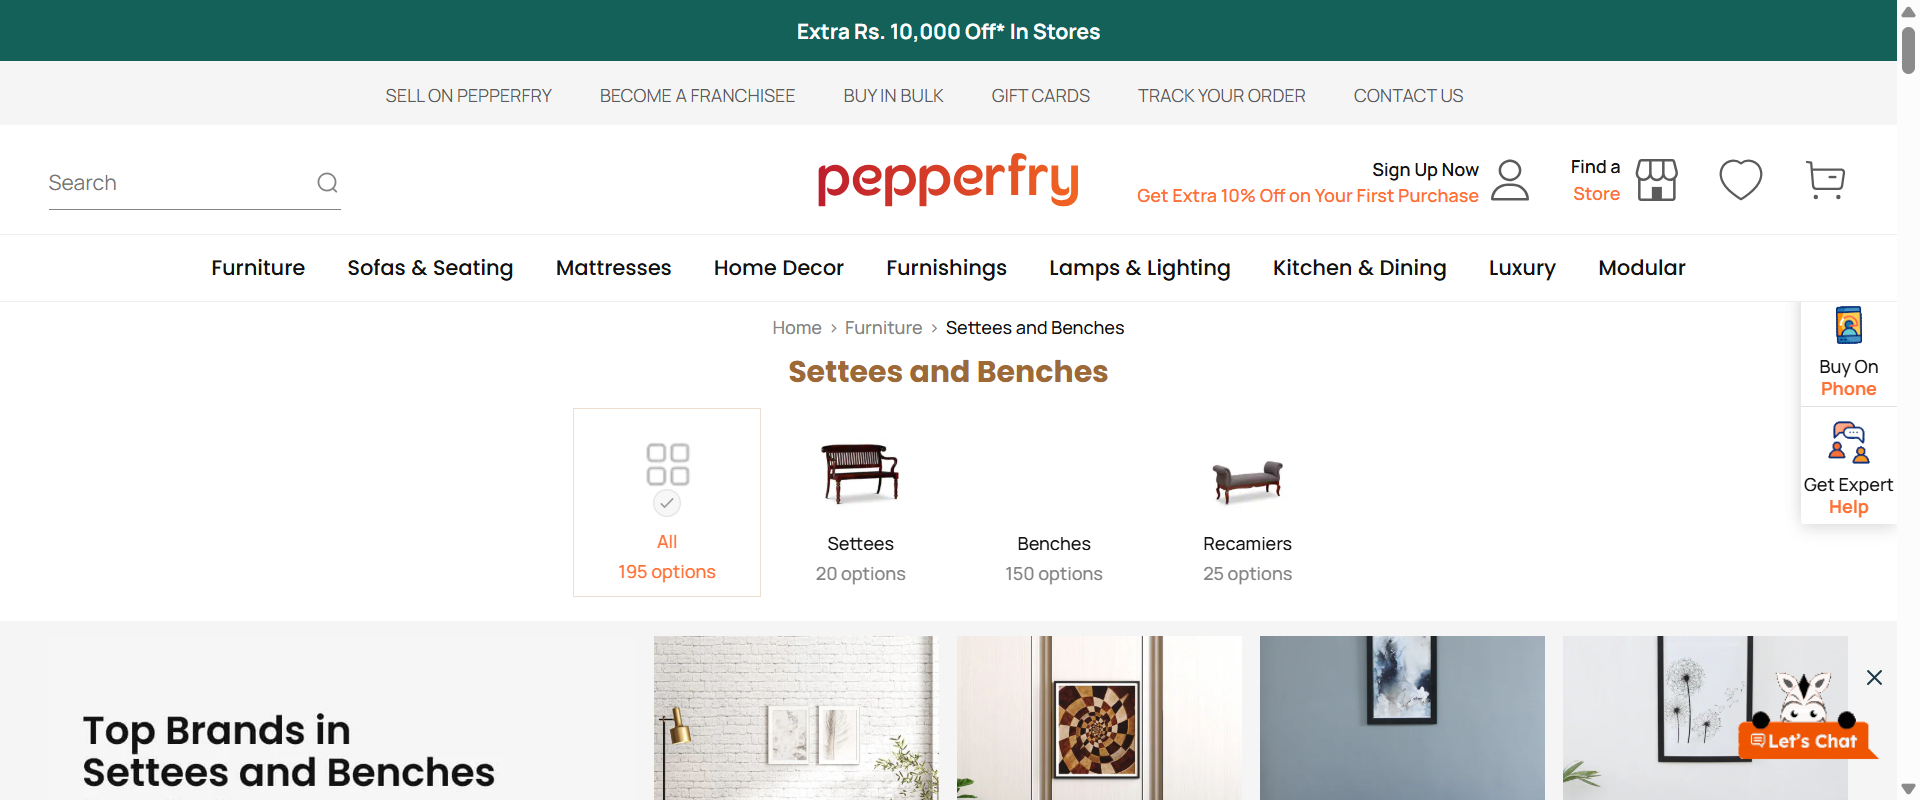 Extra Rs. 10,000 Off* In Stores
SELL ON PEPPERFRY
BECOME A FRANCHISEE
BUY IN BULK
GIFT CARDS
TRACK YOUR ORDER
CONTACT US
Search
pepperfry
Sign Up Now
Get Extra 10% Off on Your First Purchase
Find a
Store
Furniture
Sofas & Seating
Mattresses
Home Decor
Furnishings
Lamps & Lighting
Kitchen & Dining
Luxury
Modular
Home > Furniture > Settees and Benches
Settees and Benches
Buy On
Phone
Get Expert
Help
All
195 options
Settees
20 options
Benches
150 options
Recamiers
25 options
Top Brands in
Settees and Benches
Let's Chat